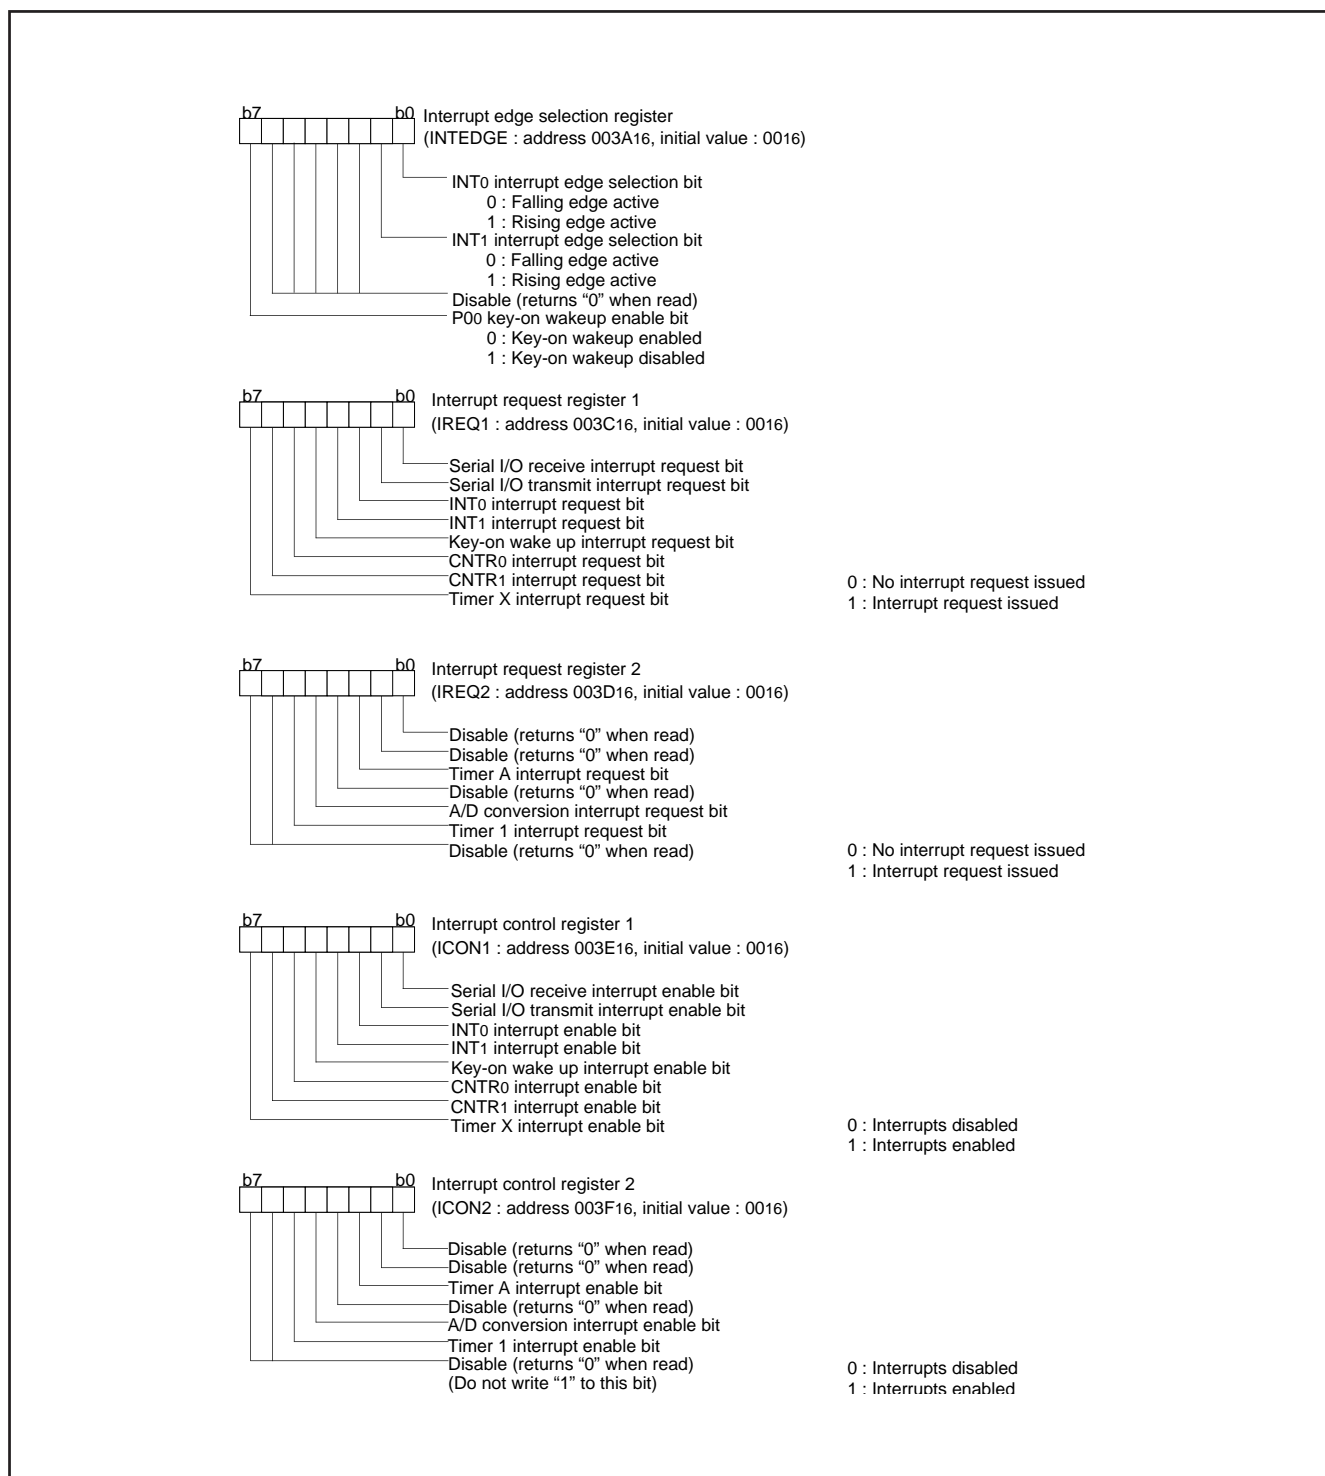 b7 b0 Interrupt edge selection register
(INTEDGE : address 003A16, initial value : 0016)
INT0 interrupt edge selection bit
0 : Falling edge active
1 : Rising edge active
INT1 interrupt edge selection bit
0 : Falling edge active
1 : Rising edge active
Disable (returns “0” when read)
P00 key-on wakeup enable bit
0 : Key-on wakeup enabled
1 : Key-on wakeup disabled
b7 b0 Interrupt request register 1
(IREQ1 : address 003C16, initial value : 0016)
Serial I/O receive interrupt request bit
Serial I/O transmit interrupt request bit
INT0 interrupt request bit
INT1 interrupt request bit
Key-on wake up interrupt request bit
CNTR0 interrupt request bit
CNTR1 interrupt request bit
Timer X interrupt request bit
0 : No interrupt request issued
1 : Interrupt request issued
b7 b0 Interrupt request register 2
(IREQ2 : address 003D16, initial value : 0016)
Disable (returns “0” when read)
Disable (returns “0” when read)
Timer A interrupt request bit
Disable (returns “0” when read)
A/D conversion interrupt request bit
Timer 1 interrupt request bit
Disable (returns “0” when read)
0 : No interrupt request issued
1 : Interrupt request issued
b7 b0 Interrupt control register 1
(ICON1 : address 003E16, initial value : 0016)
Serial I/O receive interrupt enable bit
Serial I/O transmit interrupt enable bit
INT0 interrupt enable bit
INT1 interrupt enable bit
Key-on wake up interrupt enable bit
CNTR0 interrupt enable bit
CNTR1 interrupt enable bit
Timer X interrupt enable bit
0 : Interrupts disabled
1 : Interrupts enabled
b7 b0 Interrupt control register 2
(ICON2 : address 003F16, initial value : 0016)
Disable (returns “0” when read)
Disable (returns “0” when read)
Timer A interrupt enable bit
Disable (returns “0” when read)
A/D conversion interrupt enable bit
Timer 1 interrupt enable bit
Disable (returns “0” when read)
(Do not write “1” to this bit)
0 : Interrupts disabled
1 : Interrupts enabled